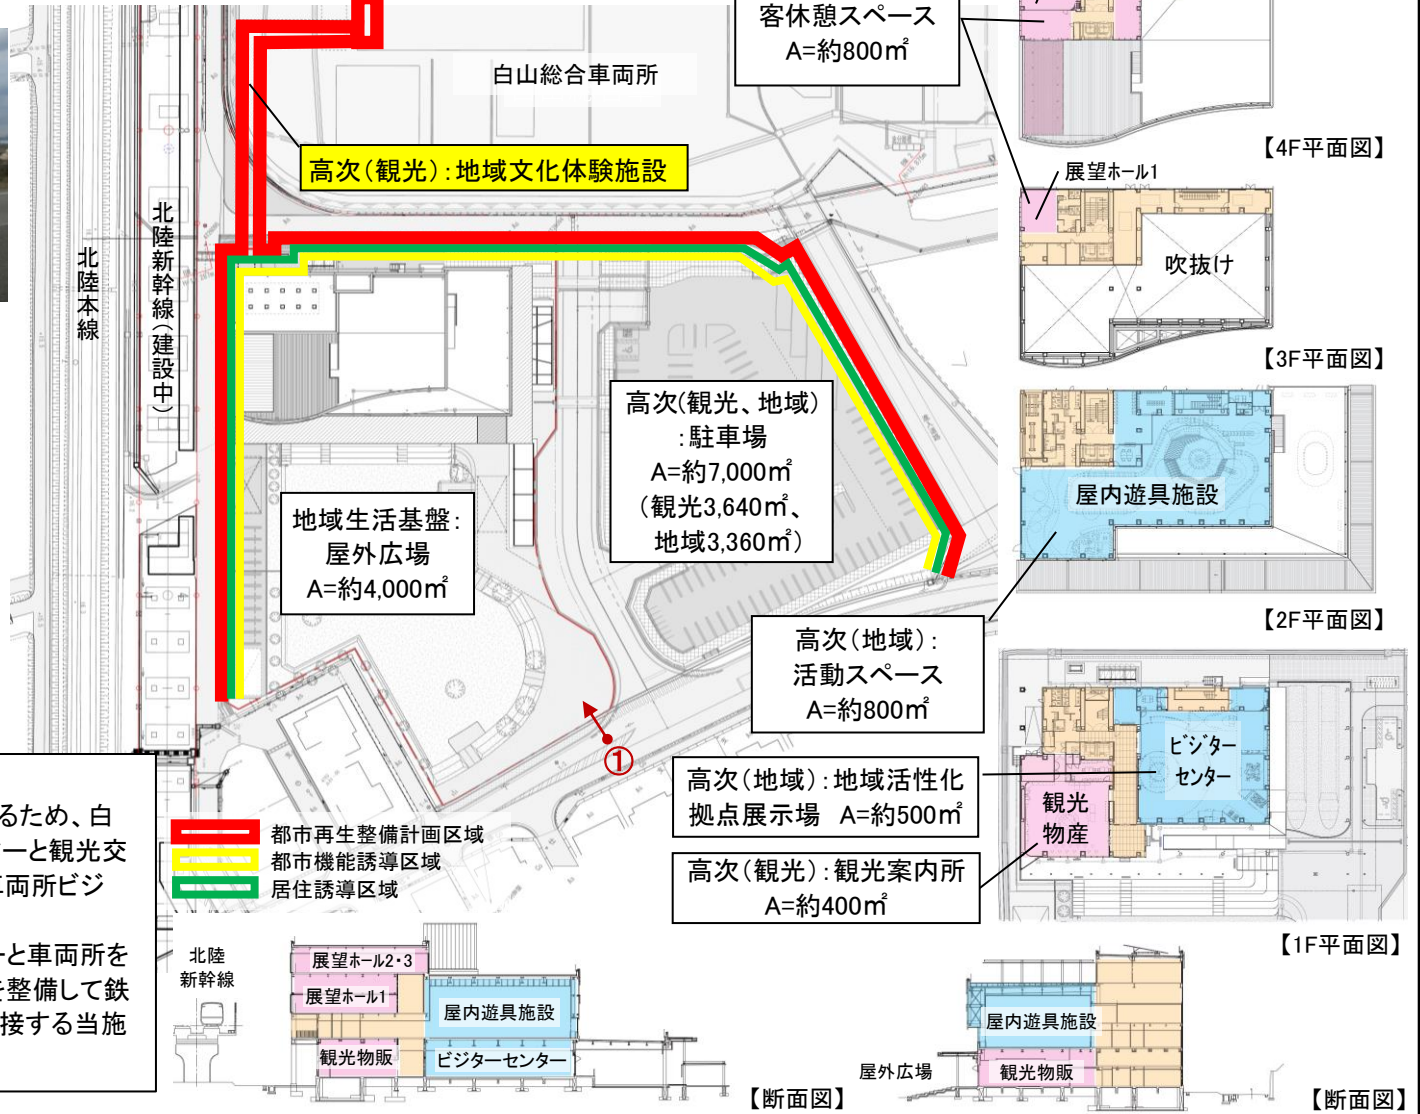 客休憩スペース
A=約800㎡
白山総合車両所
高次(観光):地域文化体験施設
北陸本線
北陸新幹線(建設中)
【4F平面図】
展望ホール1
吹抜け
【3F平面図】
高次(観光、地域)
:駐車場
A=約7,000㎡
(観光3,640㎡、
地域3,360㎡)
地域生活基盤:
屋外広場
A=約4,000㎡
屋内遊具施設
【2F平面図】
高次(地域):
活動スペース
A=約800㎡
①
高次(地域):地域活性化
拠点展示場 A=約500㎡
高次(観光):観光案内所
A=約400㎡
ビジター
センター
観光
物産
【1F平面図】
るため、白
ーと観光交
車両所ビジ
ーと車両所を
を整備して鉄
接する当施
都市再生整備計画区域
都市機能誘導区域
居住誘導区域
北陸
新幹線
展望ホール2・3
展望ホール1
屋内遊具施設
観光物販
ビジターセンター
【断面図】
屋外広場
屋内遊具施設
観光物販
【断面図】